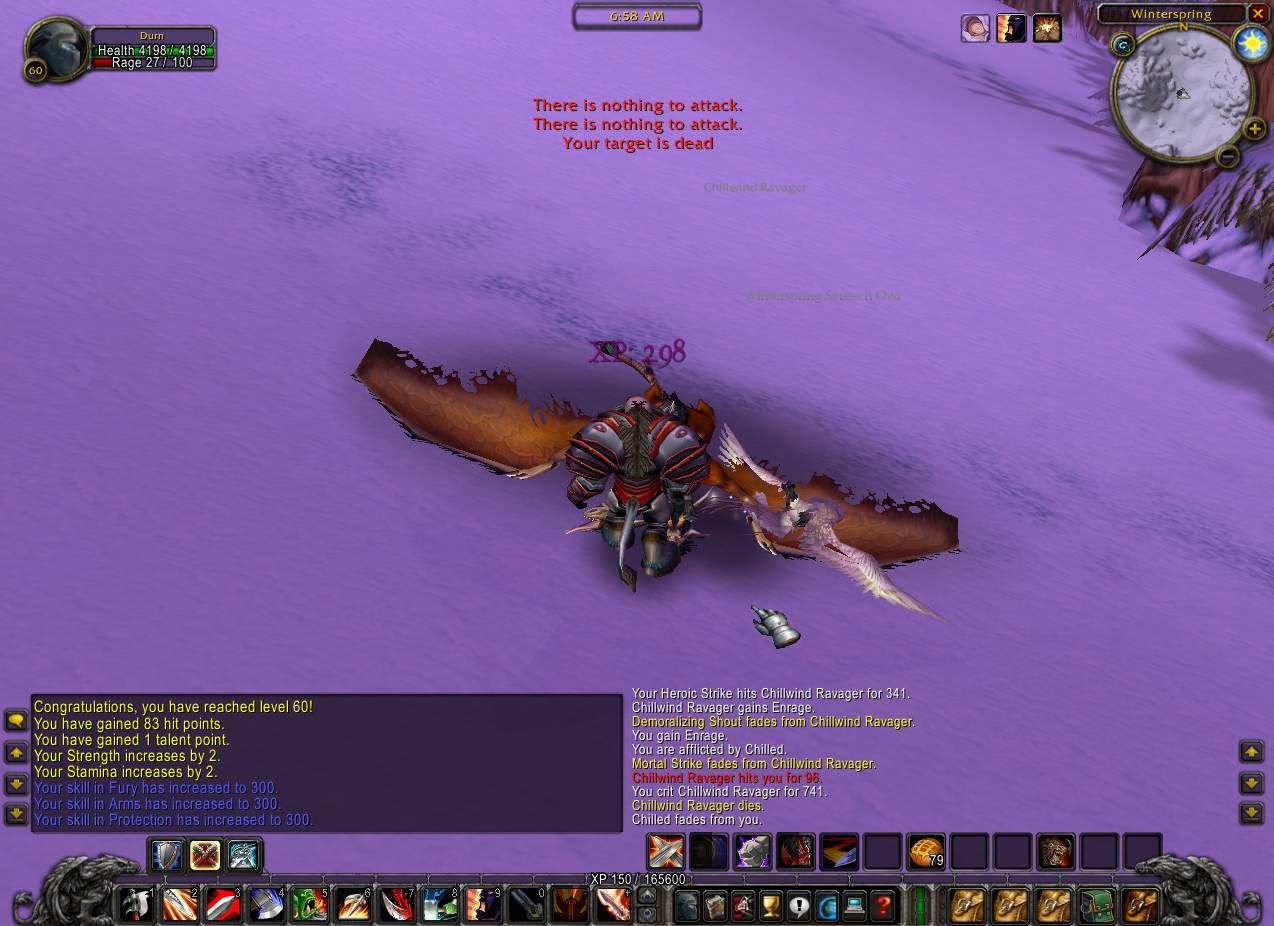 6:58 AM
Winterspring
N
Durn
Health 4198 / 4198
Rage 27 / 100
60
There is nothing to attack.
There is nothing to attack.
Your target is dead
Chillwind Ravager
Winterspring Screech Owl
XP: 298
Congratulations, you have reached level 60!
You have gained 83 hit points.
You have gained 1 talent point.
Your Strength increases by 2.
Your Stamina increases by 2.
Your skill in Fury has increased to 300.
Your skill in Arms has increased to 300.
Your skill in Protection has increased to 300.
Your Heroic Strike hits Chillwind Ravager for 341.
Chillwind Ravager gains Enrage.
Demoralizing Shout fades from Chillwind Ravager.
You gain Enrage.
You are afflicted by Chilled.
Mortal Strike fades from Chillwind Ravager.
Chillwind Ravager hits you for 96.
You crit Chillwind Ravager for 741.
Chillwind Ravager dies.
Chilled fades from you.
79
XP 150 / 165600
2 3 4 5 6 7 8 9 0